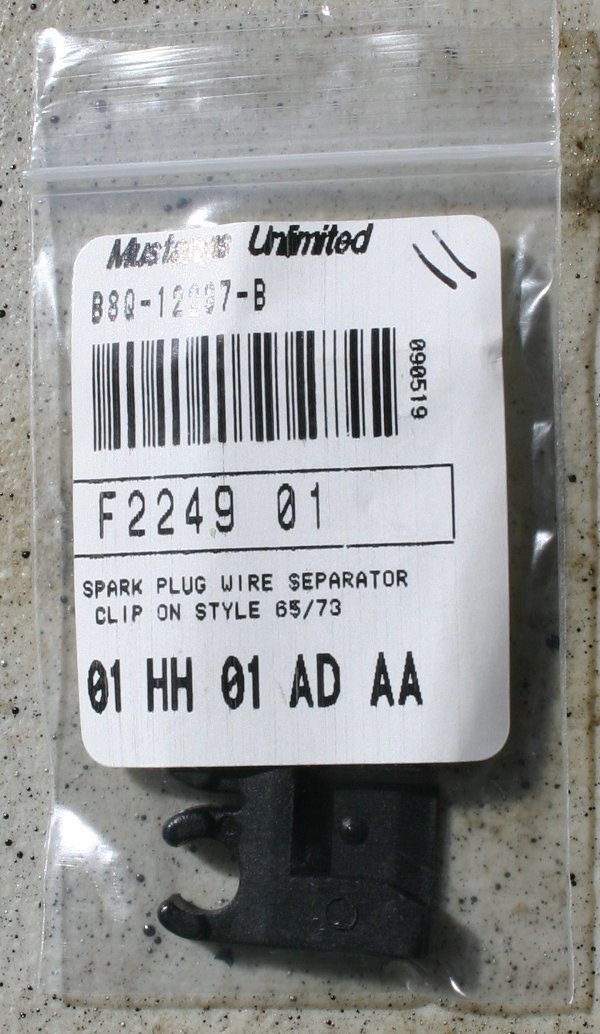 Mustangs Unlimited
B8Q-12297-B
090519
F2249 01
SPARK PLUG WIRE SEPARATOR
CLIP ON STYLE 65/73
01 HH 01 AD AA